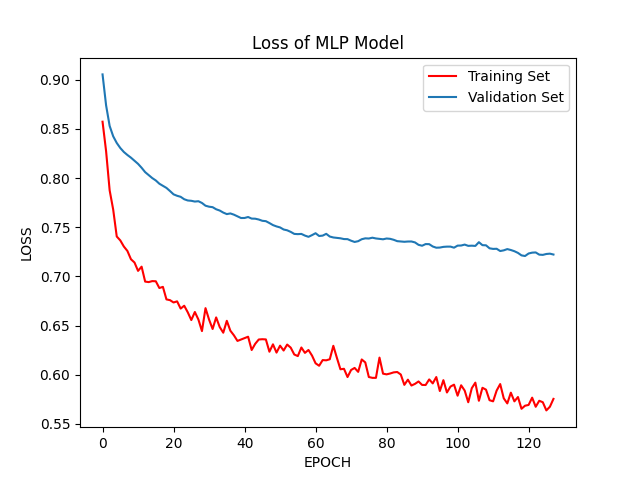 Loss of MLP Model
Training Set
Validation Set
0.90
0.85
0.80
0.75
0.70
0.65
0.60
0.55
LOSS
0 20 40 60 80 100 120
EPOCH